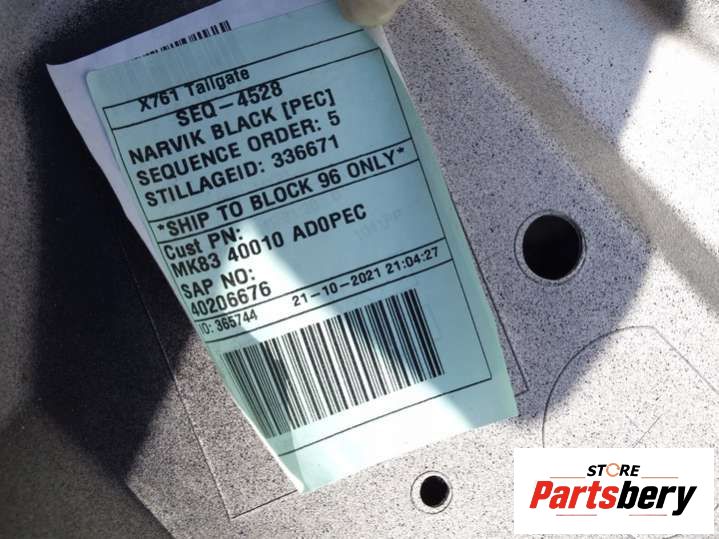 X761 Tailgate
SEQ-4528
NARVIK BLACK [PEC]
SEQUENCE ORDER: 5
STILLAGEID: 336671
*SHIP TO BLOCK 96 ONLY*
Cust PN:
MK83 40010 AD0PEC
SAP NO:
40206676
IO: 365744 21-10-2021 21:04:27
STORE
Partsbery